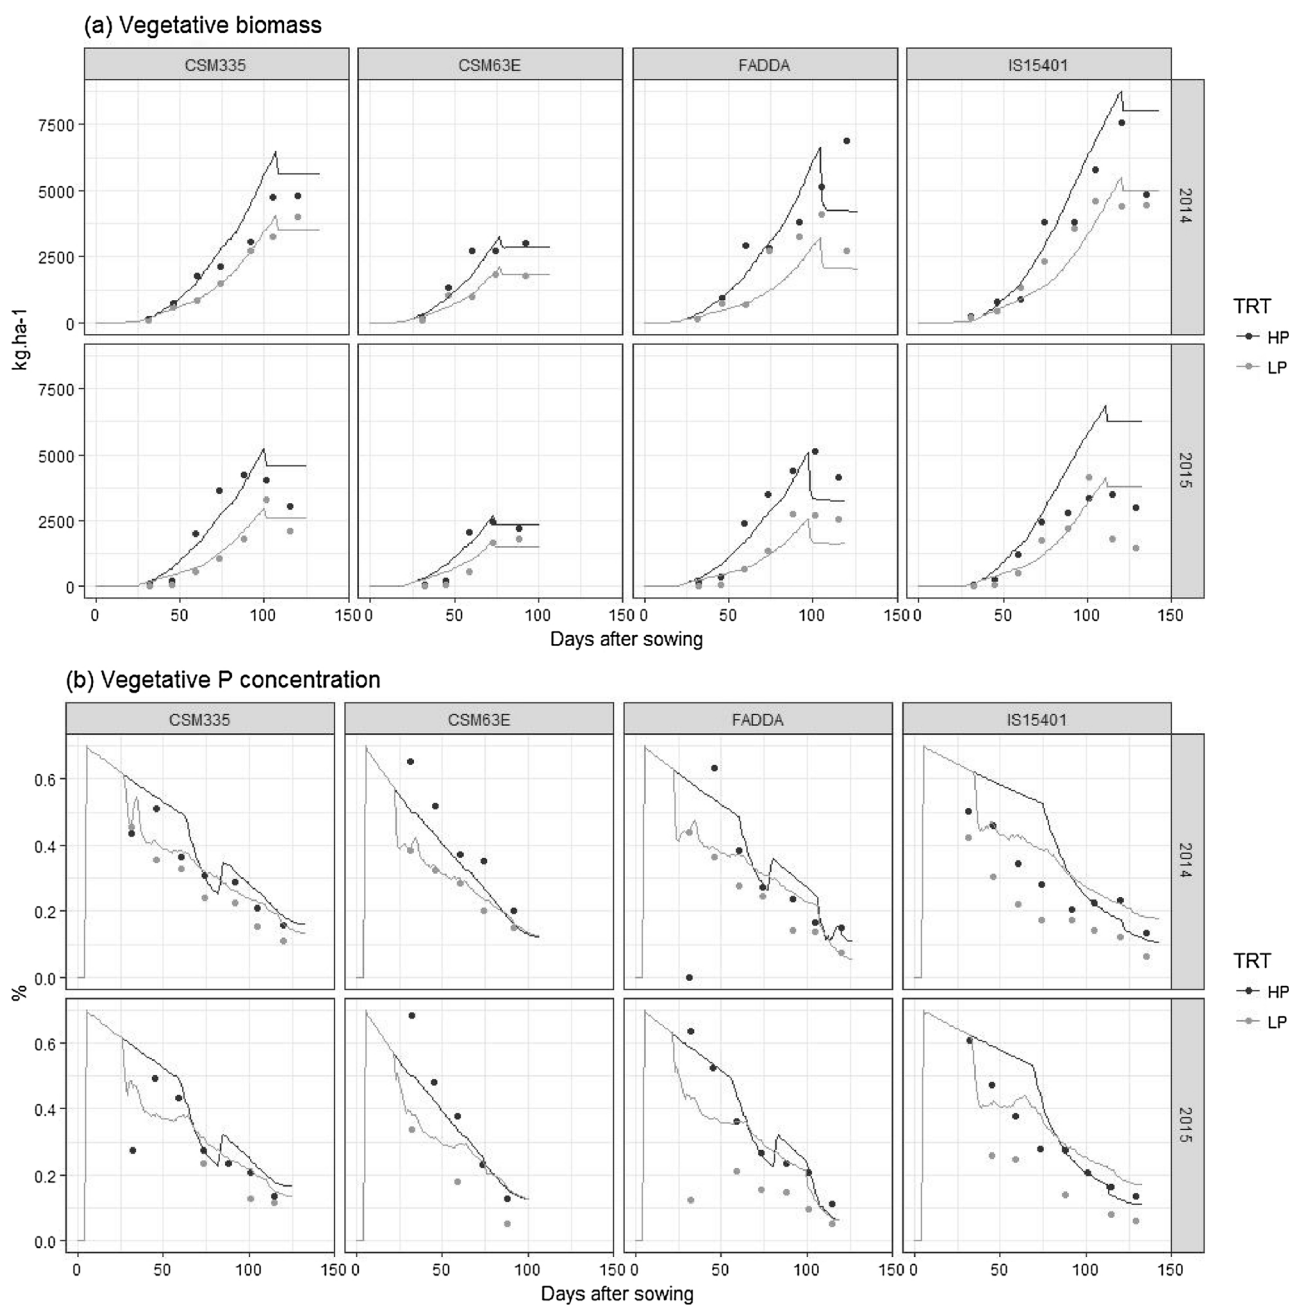 (a) Vegetative biomass
CSM335 CSM63E FADDA IS15401
7500
5000
2500
0
2014
7500
5000
2500
0
2015
kg.ha-1
0 50 100 150 0 50 100 150 0 50 100 150 0 50 100 150
Days after sowing
TRT
HP
LP
(b) Vegetative P concentration
CSM335 CSM63E FADDA IS15401
0.6
0.4
0.2
0.0
2014
0.6
0.4
0.2
0.0
2015
%
0 50 100 150 0 50 100 150 0 50 100 150 0 50 100 150
Days after sowing
TRT
HP
LP